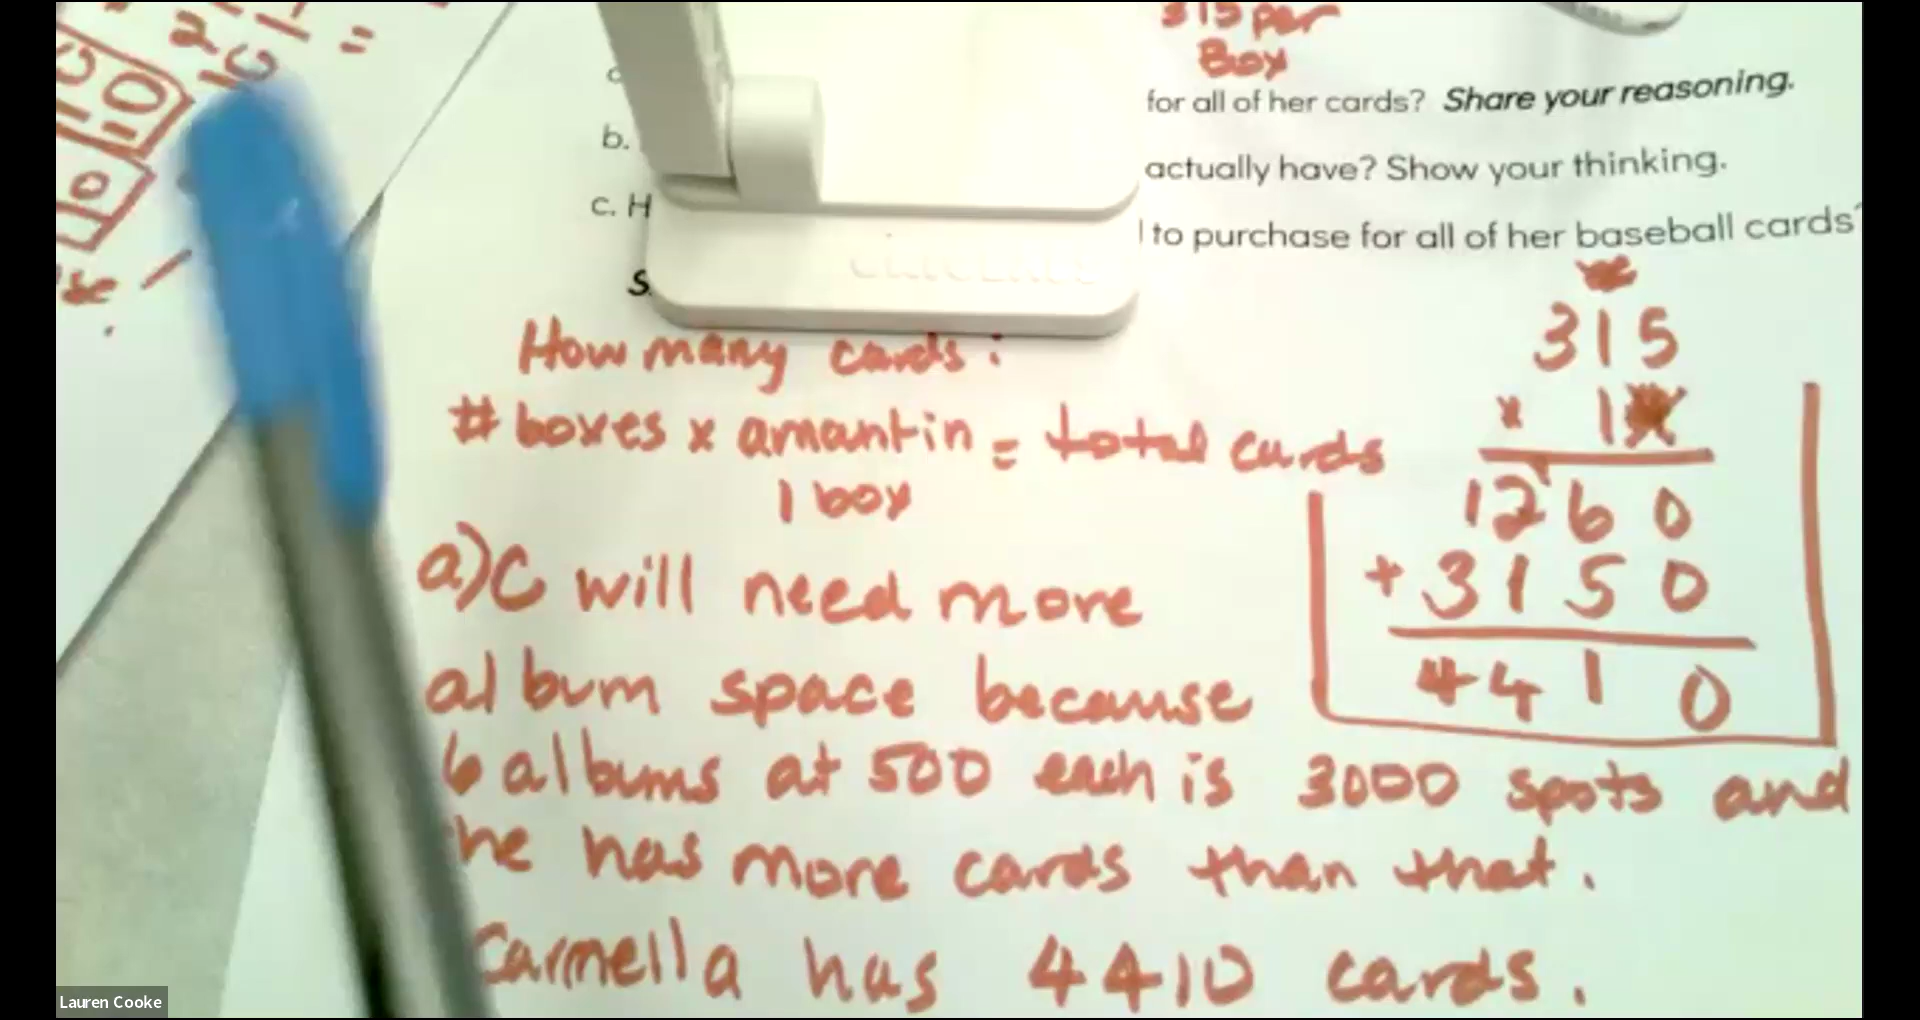 315 per
Box
for all of her cards? Share your reasoning.
b.
actually have? Show your thinking.
c. H
to purchase for all of her baseball cards?
S
How many cards:
# boxes x amount in = total cards
1 box
315
x 1
1260
+3150
4410
a) C will need more
album space because
6 albums at 500 each is 3000 spots and
he has more cards than that.
Carmella has 4410 cards.
Lauren Cooke